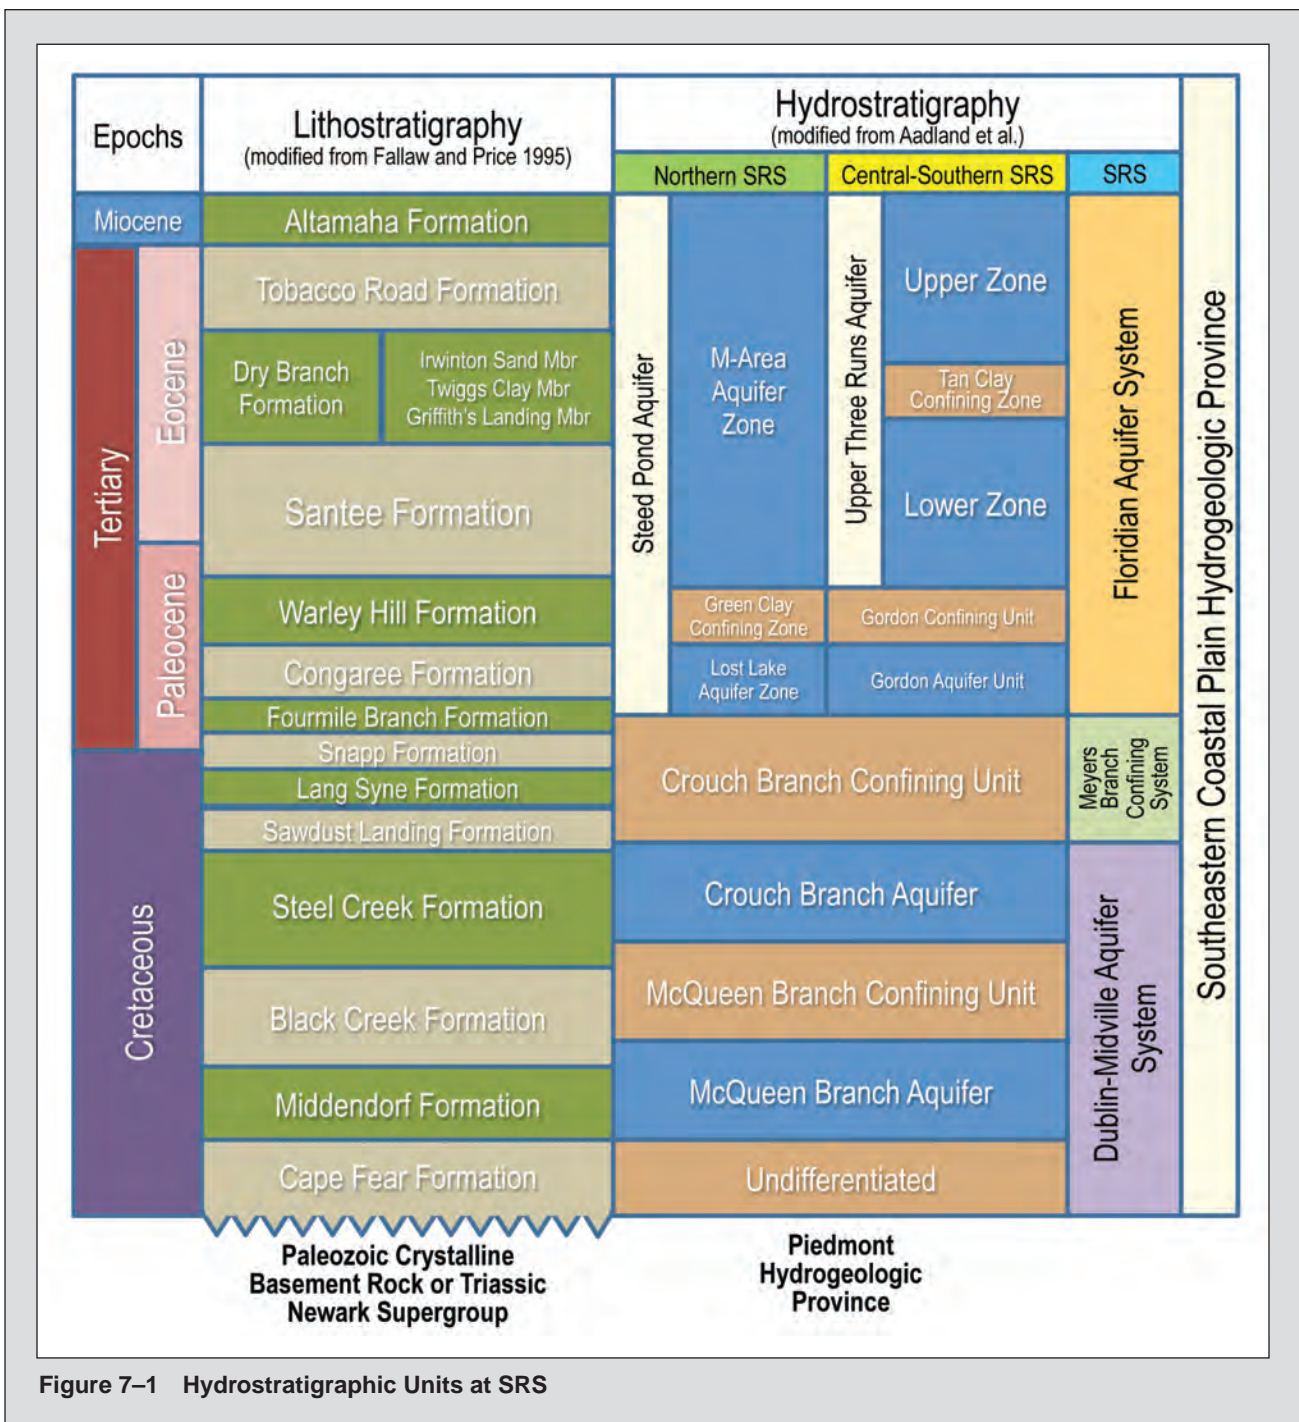 Epochs
Lithostratigraphy
(modified from Fallaw and Price 1995)
Hydrostratigraphy
(modified from Aadland et al.)
Northern SRS
Central-Southern SRS
SRS
Miocene
Tertiary
Eocene
Paleocene
Cretaceous
Altamaha Formation
Tobacco Road Formation
Dry Branch
Formation
Irwinton Sand Mbr
Twiggs Clay Mbr
Griffith's Landing Mbr
Santee Formation
Warley Hill Formation
Congaree Formation
Fourmile Branch Formation
Snapp Formation
Lang Syne Formation
Sawdust Landing Formation
Steel Creek Formation
Black Creek Formation
Middendorf Formation
Cape Fear Formation
Paleozoic Crystalline
Basement Rock or Triassic
Newark Supergroup
Steed Pond Aquifer
M-Area
Aquifer
Zone
Green Clay
Confining Zone
Lost Lake
Aquifer Zone
Upper Three Runs Aquifer
Upper Zone
Tan Clay
Confining Zone
Lower Zone
Gordon Confining Unit
Gordon Aquifer Unit
Crouch Branch Confining Unit
Crouch Branch Aquifer
McQueen Branch Confining Unit
McQueen Branch Aquifer
Undifferentiated
Piedmont
Hydrogeologic
Province
Floridian Aquifer System
Meyers
Branch
Confining
System
Dublin-Midville Aquifer
System
Southeastern Coastal Plain Hydrogeologic Province
Figure 7–1 Hydrostratigraphic Units at SRS